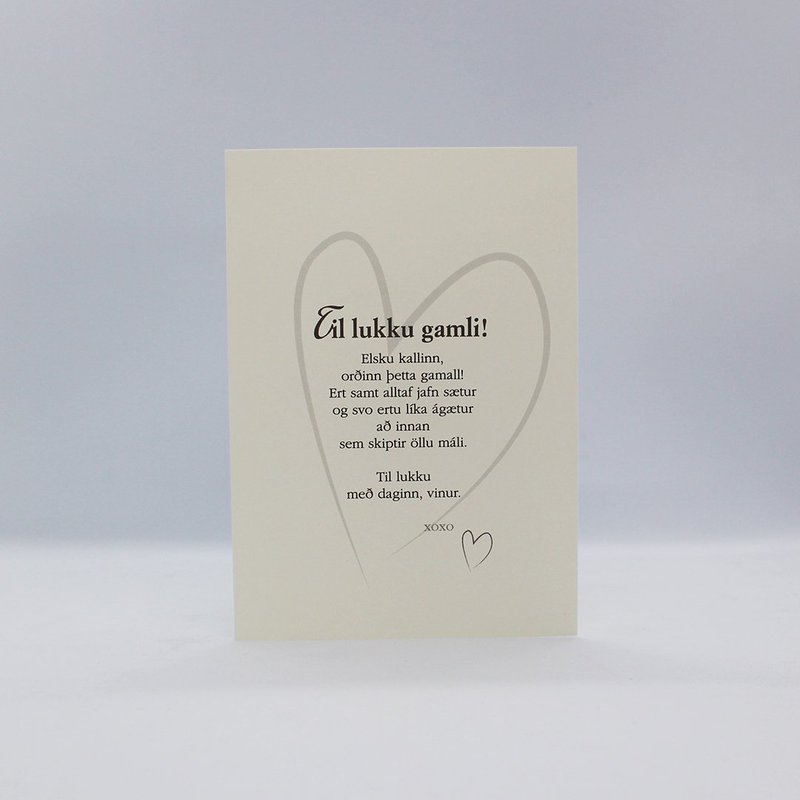 Til lukku gamli!
Elsku kallinn,
orðinn þetta gamall!
Ert samt alltaf jafn sætur
og svo ertu líka ágætur
að innan
sem skiptir öllu máli.
Til lukku
með daginn, vinur.
XOXO